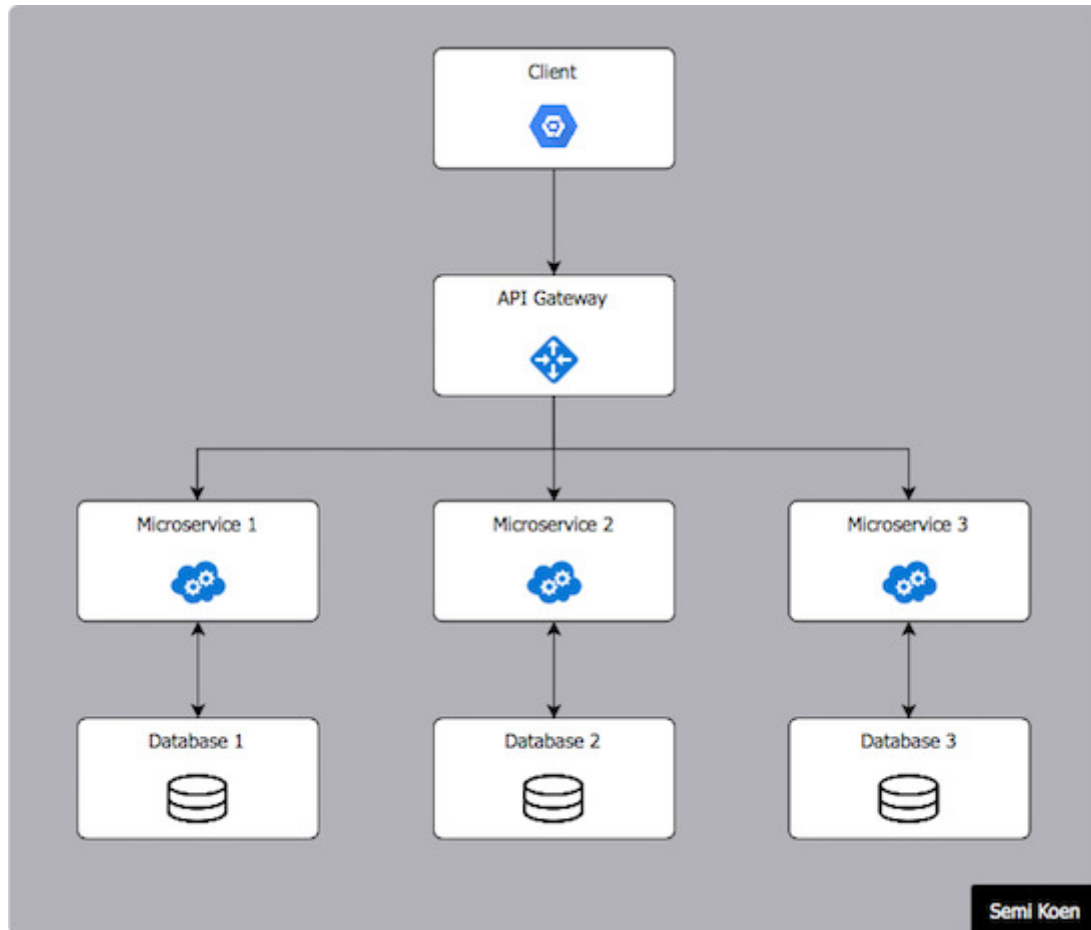 Client
API Gateway
Microservice 1
Microservice 2
Microservice 3
Database 1
Database 2
Database 3
Semi Koen